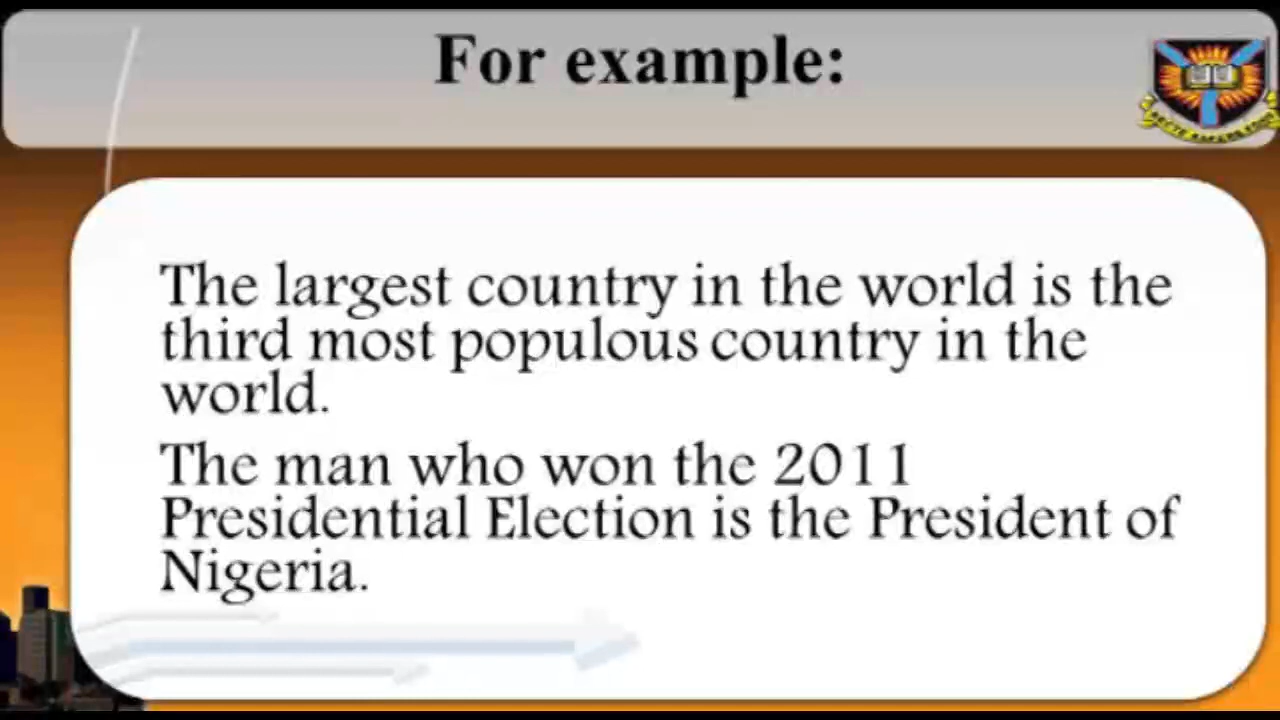 For example:
The largest country in the world is the
third most populous country in the
world.
The man who won the 2011
Presidential Election is the President of
Nigeria.